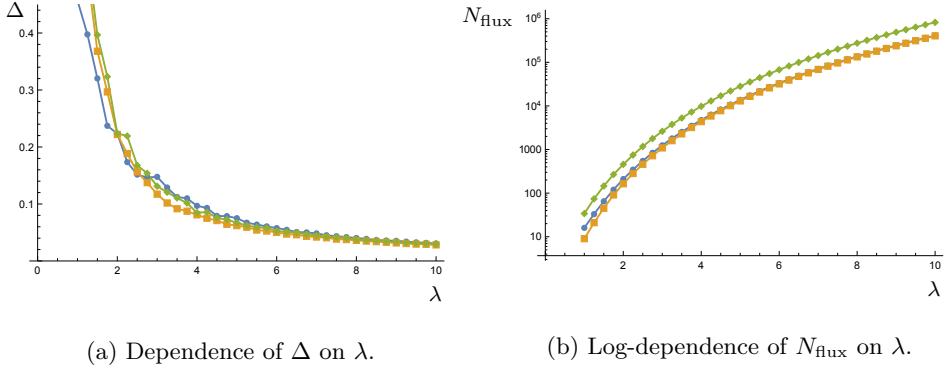 Δ
0.4
0.3
0.2
0.1
0 2 4 6 8 10
λ
N_flux
10^6
10^5
10^4
1000
100
10
2 4 6 8 10
λ
(a) Dependence of Δ on λ.
(b) Log-dependence of N_flux on λ.